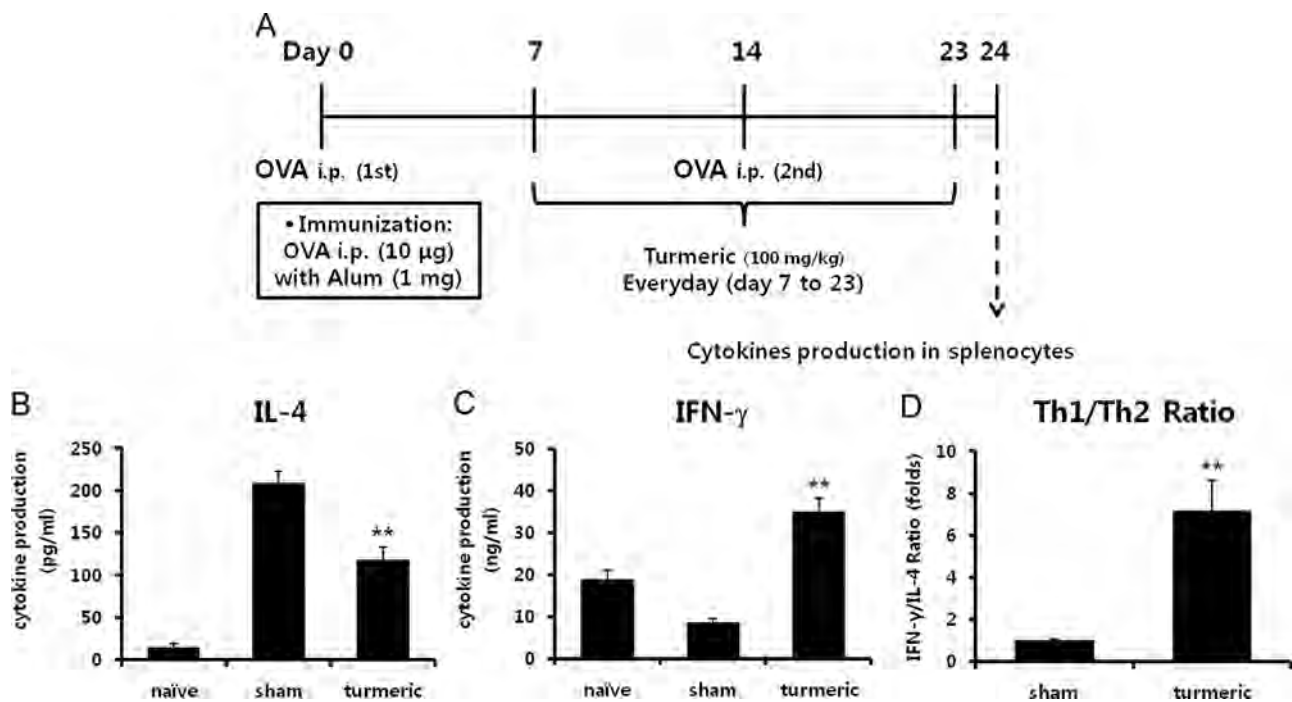 A
Day 0 7 14 23 24
OVA i.p. (1st) OVA i.p. (2nd)
• Immunization:
OVA i.p. (10 µg)
with Alum (1 mg)
Turmeric (100 mg/kg)
Everyday (day 7 to 23)
Cytokines production in splenocytes
B
IL-4
cytokine production
(pg/ml)
250
200
150
100
50
0
**
naïve sham turmeric
C
IFN-γ
cytokine production
(ng/ml)
50
40
30
20
10
0
**
naïve sham turmeric
D
Th1/Th2 Ratio
IFN-γ/IL-4 Ratio (folds)
10
8
6
4
2
0
**
sham turmeric